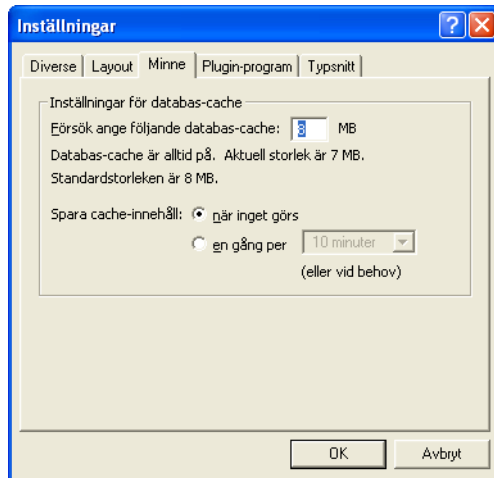 Inställningar
Diverse Layout Minne Plugin-program Typsnitt
Inställningar för databas-cache
Försök ange följande databas-cache: 8 MB
Databas-cache är alltid på. Aktuell storlek är 7 MB.
Standardstorleken är 8 MB.
Spara cache-innehåll: när inget görs
en gång per 10 minuter
(eller vid behov)
OK Avbryt